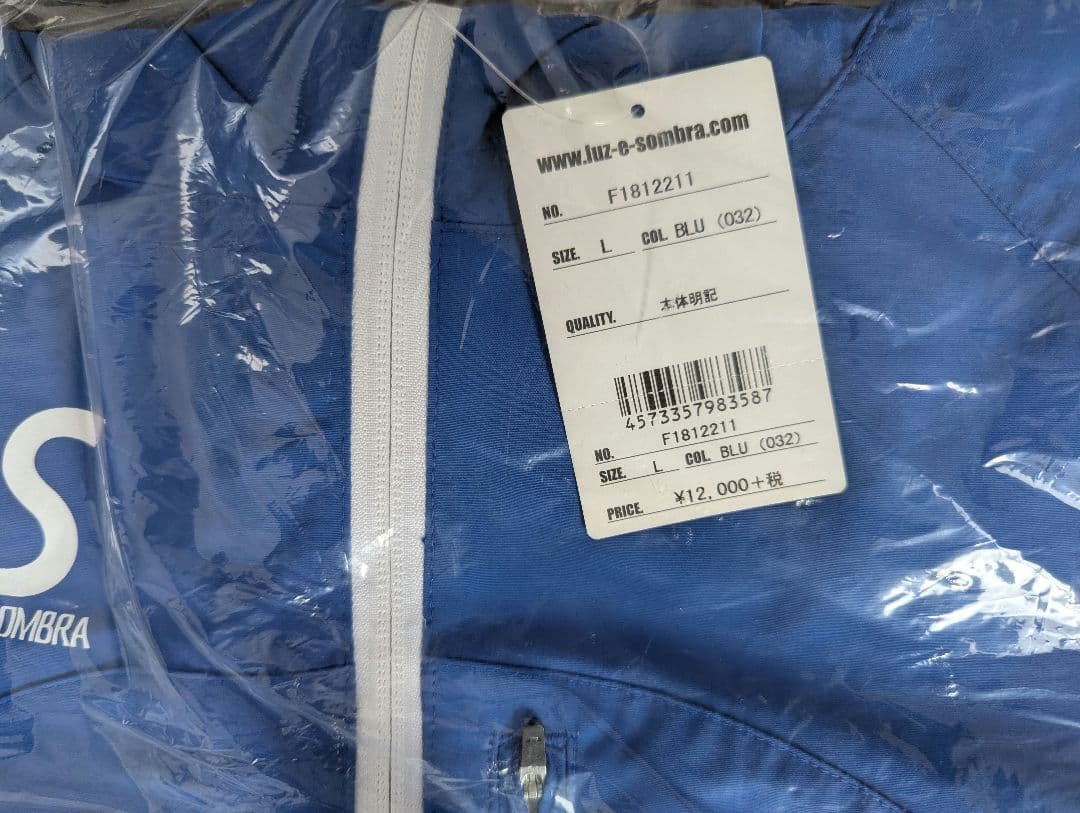 www.luz-e-sombra.com
NO. F1812211
SIZE. L COL. BLU (032)
QUALITY. 本体明記
4573357983587
NO. F1812211
SIZE. L COL. BLU (032)
PRICE. ¥12,000+税
S
OMBRA